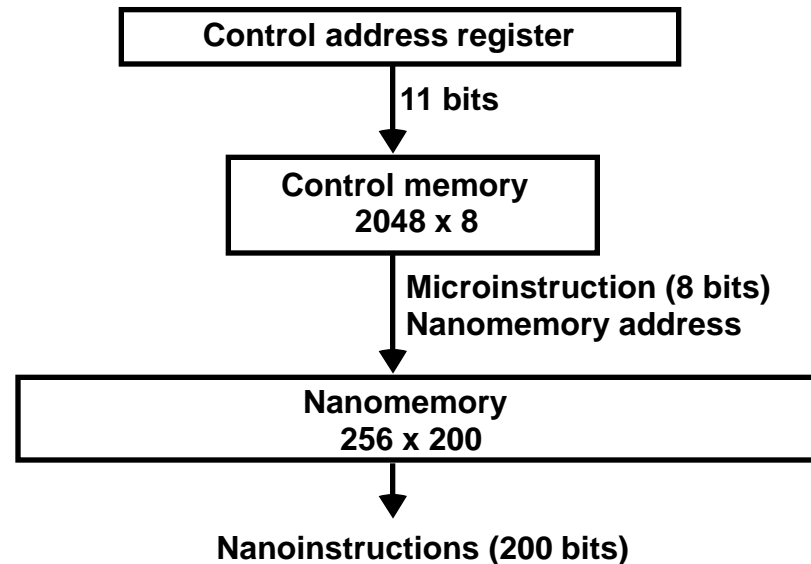 Control address register
11 bits
Control memory
2048 x 8
Microinstruction (8 bits)
Nanomemory address
Nanomemory
256 x 200
Nanoinstructions (200 bits)